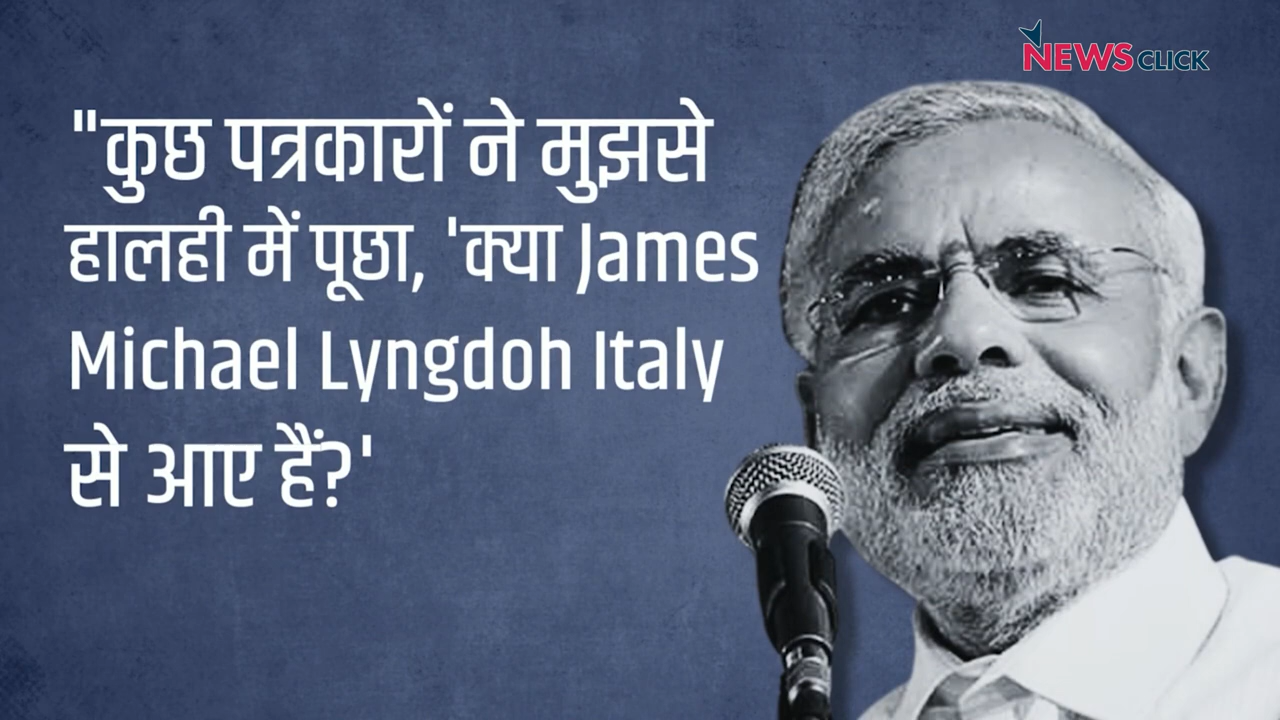 NEWSCLICK
"कुछ पत्रकारों ने मुझसे
हालही में पूछा, 'क्या James
Michael Lyngdoh Italy
से आए हैं?'